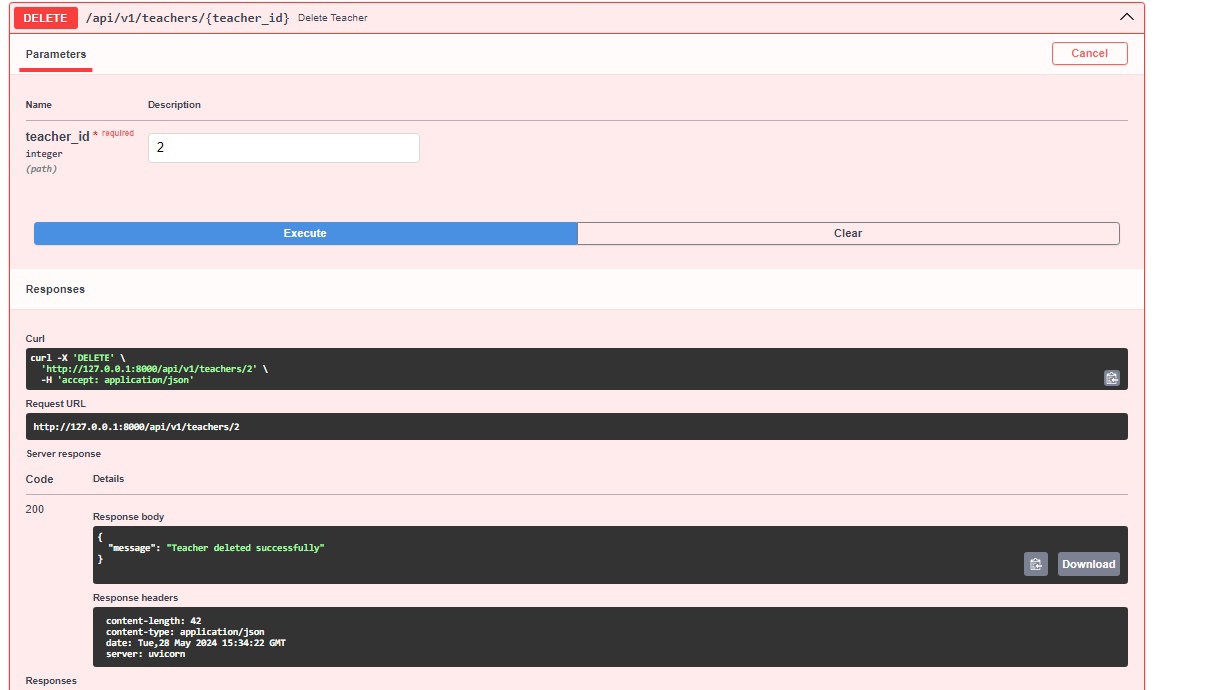 DELETE /api/v1/teachers/{teacher_id} Delete Teacher
Parameters Cancel
Name Description
teacher_id * required 2
integer
(path)
Execute Clear
Responses
Curl
curl -X 'DELETE' \
'http://127.0.0.1:8000/api/v1/teachers/2' \
-H 'accept: application/json'
Request URL
http://127.0.0.1:8000/api/v1/teachers/2
Server response
Code Details
200
Response body
{
"message": "Teacher deleted successfully"
}
Download
Response headers
content-length: 42
content-type: application/json
date: Tue,28 May 2024 15:34:22 GMT
server: uvicorn
Responses